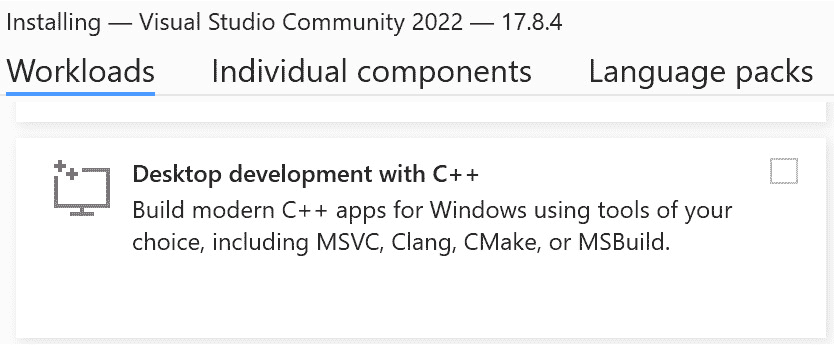 Installing — Visual Studio Community 2022 — 17.8.4
Workloads Individual components Language packs
Desktop development with C++
Build modern C++ apps for Windows using tools of your
choice, including MSVC, Clang, CMake, or MSBuild.